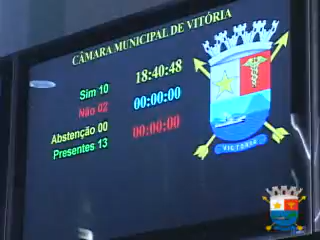 CÂMARA MUNICIPAL DE VITÓRIA
Sim 10 18:40:48
Não 02 00:00:00
Abstenção 00 00:00:00
Presentes 13
VICTORIA